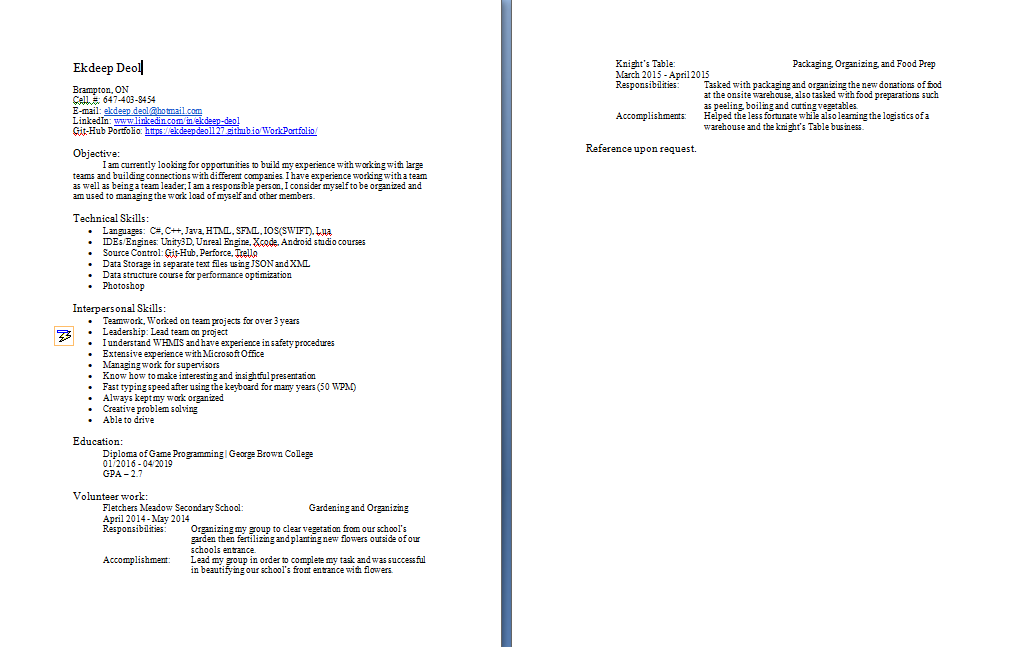 Ekdeep Deol
Brampton, ON
Cell #: 647-403-8454
E-mail: ekdeep.deol@hotmail.com
LinkedIn: www.linkedin.com/in/ekdeep-deol
Git-Hub Portfolio: https://ekdeepdeol127.github.io/WorkPortfolio/
Objective:
I am currently looking for opportunities to build my experience with working with large
teams and building connections with different companies. I have experience working with a team
as well as being a team leader; I am a responsible person, I consider myself to be organized and
am used to managing the work load of myself and other members.
Technical Skills:
• Languages: C#, C++, Java, HTML, SFML, IOS(SWIFT), Lua
• IDEs/Engines: Unity3D, Unreal Engine, Xcode, Android studio courses
• Source Control: Git-Hub, Perforce, Trello
• Data Storage in separate text files using JSON and XML
• Data structure course for performance optimization
• Photoshop
Interpersonal Skills:
• Teamwork, Worked on team projects for over 3 years
• Leadership: Lead team on project
• I understand WHMIS and have experience in safety procedures
• Extensive experience with Microsoft Office
• Managing work for supervisors
• Know how to make interesting and insightful presentation
• Fast typing speed after using the keyboard for many years (50 WPM)
• Always kept my work organized
• Creative problem solving
• Able to drive
Education:
Diploma of Game Programming | George Brown College
01/2016 - 04/2019
GPA – 2.7
Volunteer work:
Fletchers Meadow Secondary School: Gardening and Organizing
April 2014 - May 2014
Responsibilities: Organizing my group to clear vegetation from our school's
garden then fertilizing and planting new flowers outside of our
schools entrance.
Accomplishment: Lead my group in order to complete my task and was successful
in beautifying our school's front entrance with flowers.
Knight's Table: Packaging, Organizing, and Food Prep
March 2015 - April 2015
Responsibilities: Tasked with packaging and organizing the new donations of food
at the onsite warehouse, also tasked with food preparations such
as peeling, boiling and cutting vegetables.
Accomplishments: Helped the less fortunate while also learning the logistics of a
warehouse and the knight's Table business.
Reference upon request.